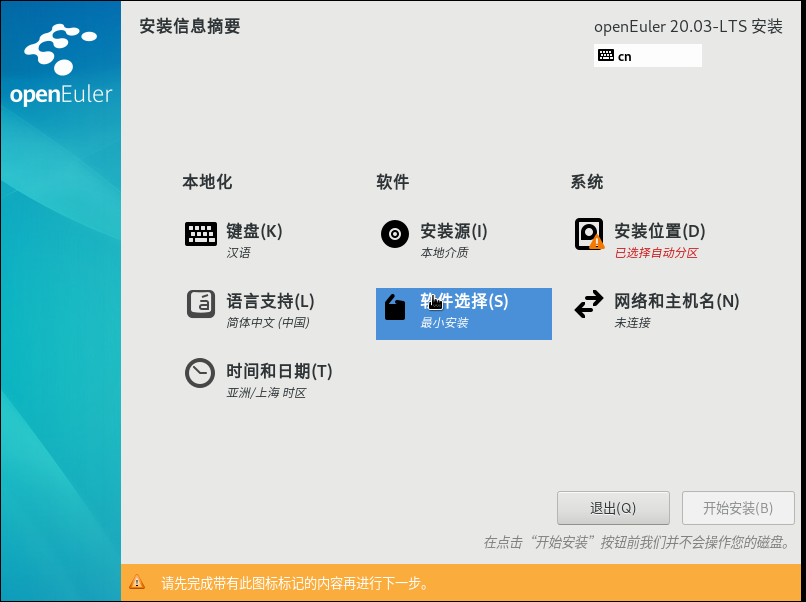 安装信息摘要
openEuler 20.03-LTS 安装
cn
openEuler
本地化
软件
系统
键盘(K)
汉语
安装源(I)
本地介质
安装位置(D)
已选择自动分区
语言支持(L)
简体中文 (中国)
软件选择(S)
最小安装
网络和主机名(N)
未连接
时间和日期(T)
亚洲/上海 时区
退出(Q)
开始安装(B)
在点击“开始安装”按钮前我们并不会操作您的磁盘。
请先完成带有此图标标记的内容再进行下一步。